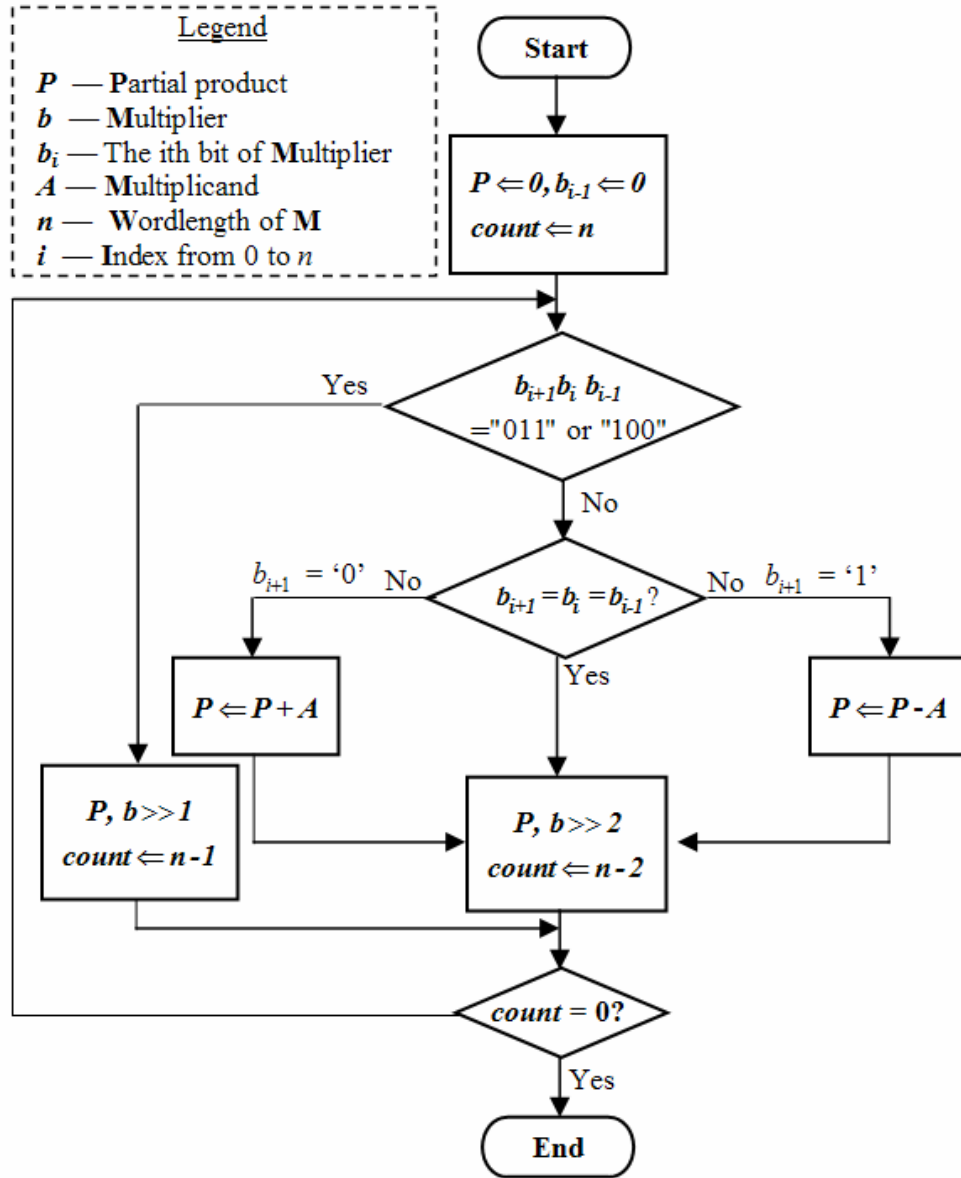 Legend
P — Partial product
b — Multiplier
bi — The ith bit of Multiplier
A — Multiplicand
n — Wordlength of M
i — Index from 0 to n
Start
P ⇐ 0, bi-1 ⇐ 0
count ⇐ n
Yes
bi+1bi bi-1
="011" or "100"
No
bi+1 = ‘0’ No
bi+1 = bi = bi-1?
No bi+1 = ‘1’
P ⇐ P + A
Yes
P ⇐ P - A
P, b >> 1
count ⇐ n - 1
P, b >> 2
count ⇐ n - 2
count = 0?
Yes
End